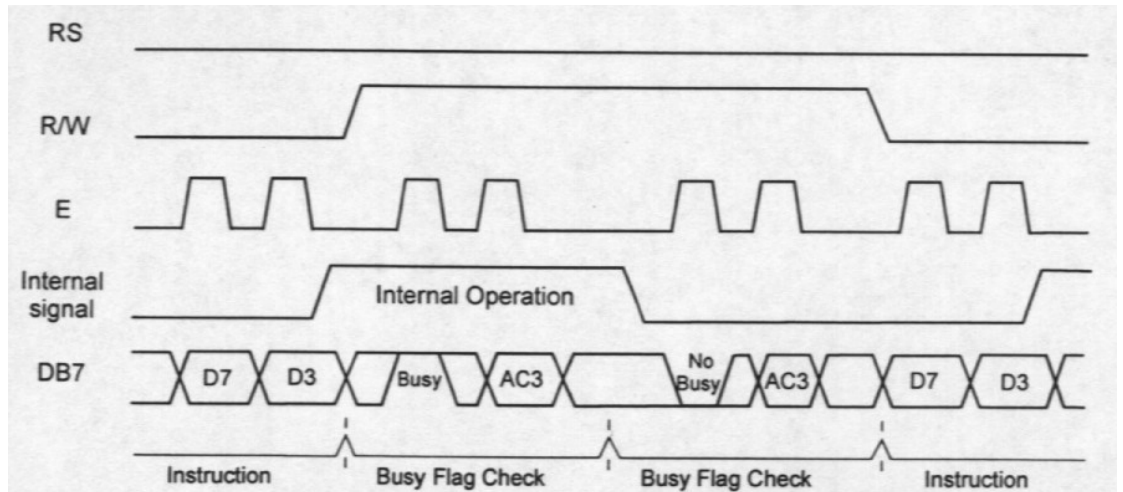 RS
R/W
E
Internal
signal
Internal Operation
DB7
D7
D3
Busy
AC3
No
Busy
AC3
D7
D3
Instruction
Busy Flag Check
Busy Flag Check
Instruction